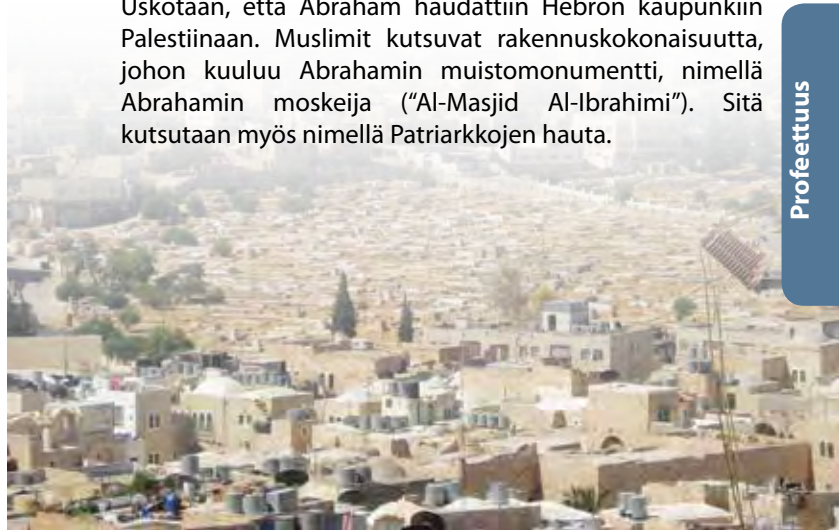 Uskotaan, että Abraham haudattiin Hebron kaupunkiin
Palestiinaan. Muslimit kutsuvat rakennuskokonaisuutta,
johon kuuluu Abrahamin muistomonumentti, nimellä
Abrahamin moskeija (“Al-Masjid Al-Ibrahimi”). Sitä
kutsutaan myös nimellä Patriarkkojen hauta.
Profeettuus